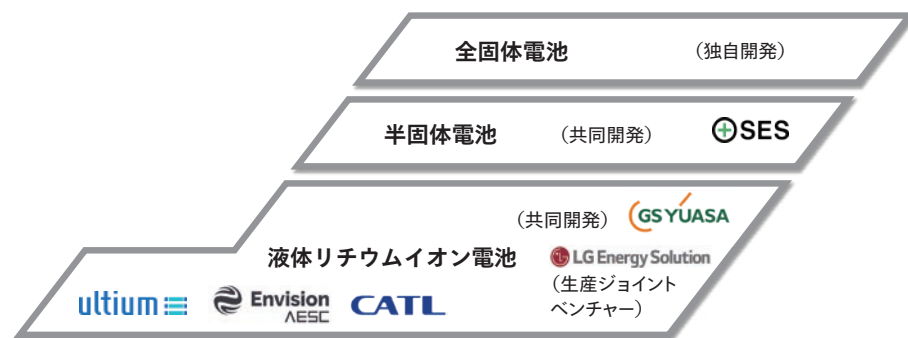 全固体電池 （独自開発）
半固体電池 （共同開発） SES
（共同開発） GS YUASA
液体リチウムイオン電池 LG Energy Solution
（生産ジョイント
ベンチャー）
ultium Envision
AESC
CATL